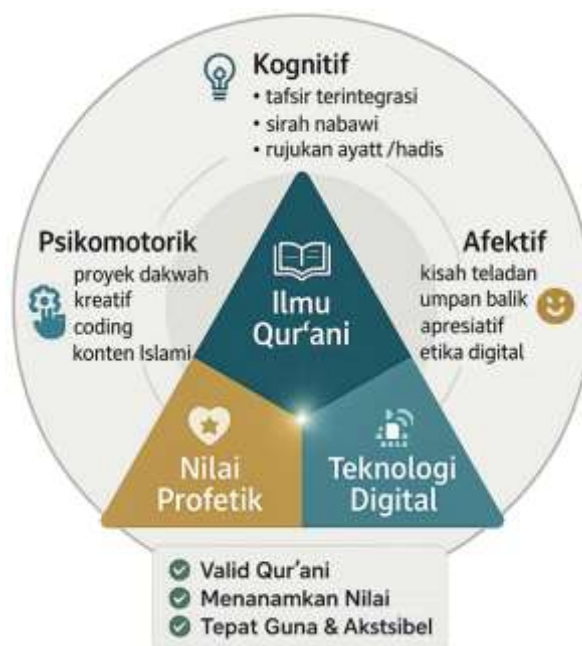 Kognitif
• tafsir terintegrasi
• sirah nabawi
• rujukan ayatt /hadis
Psikomotorik
proyek dakwah
kreatif
coding
konten Islami
Afektif
kisah teladan
umpan balik
apresiatif
etika digital
Ilmu
Qur'ani
Nilai
Profetik
Teknologi
Digital
Valid Qur'ani
Menanamkan Nilai
Tepat Guna & Akstsibel